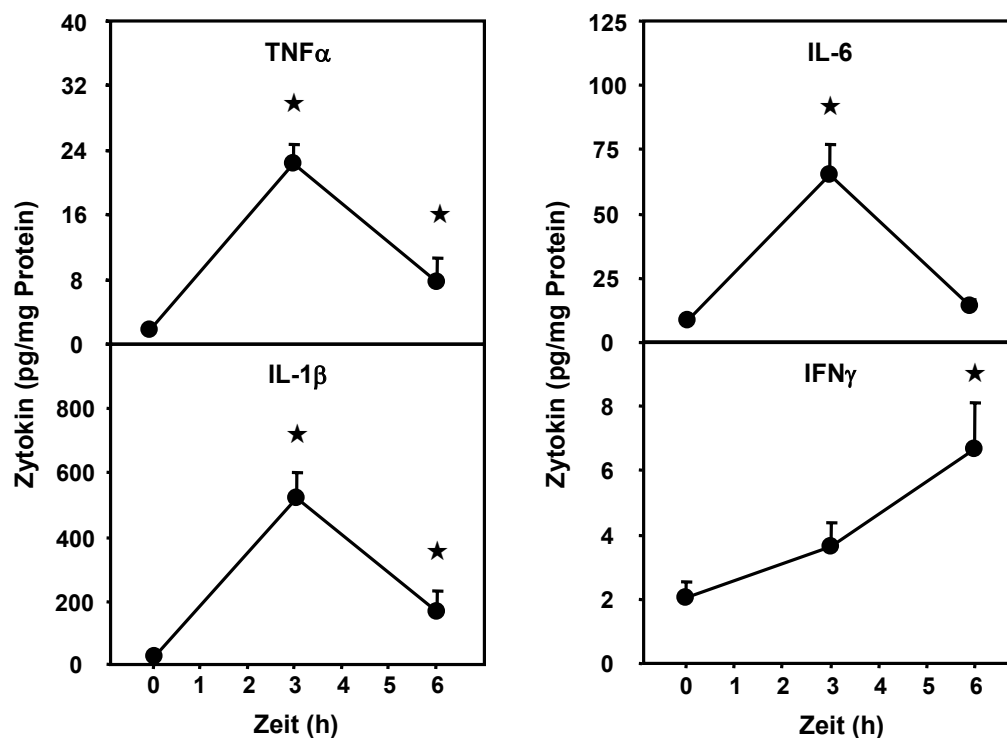 Zytokin (pg/mg Protein)
TNFα
40
32
24
16
8
0
IL-1β
800
600
400
200
0
0 1 2 3 4 5 6
Zeit (h)
Zytokin (pg/mg Protein)
IL-6
125
100
75
50
25
0
IFNγ
8
6
4
2
0
0 1 2 3 4 5 6
Zeit (h)